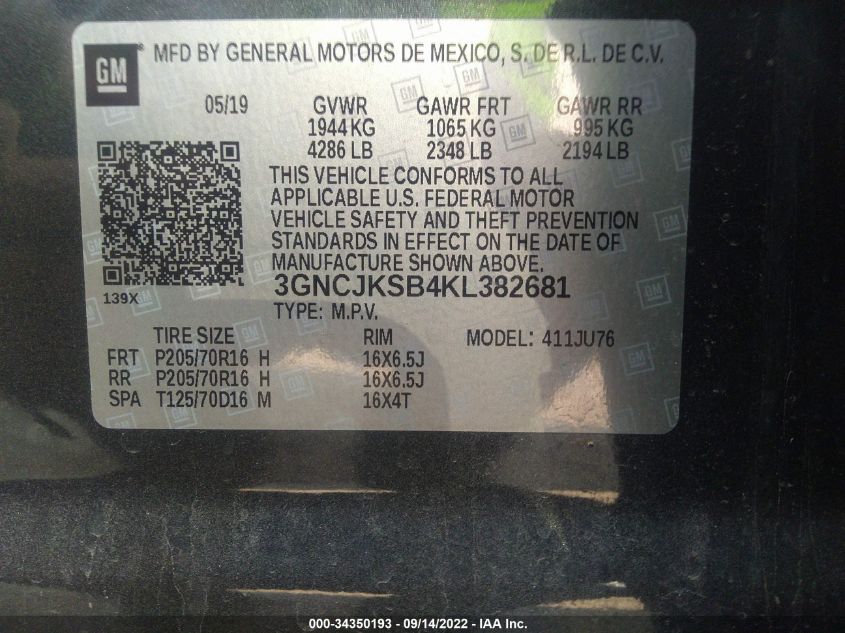 GM ® MFD BY GENERAL MOTORS DE MEXICO, S. DE R.L. DE C.V.
05/19 GVWR GAWR FRT GAWR RR
1944 KG 1065 KG 995 KG
4286 LB 2348 LB 2194 LB
THIS VEHICLE CONFORMS TO ALL
APPLICABLE U.S. FEDERAL MOTOR
VEHICLE SAFETY AND THEFT PREVENTION
STANDARDS IN EFFECT ON THE DATE OF
MANUFACTURE SHOWN ABOVE.
139X 3GNCJKSB4KL382681
TYPE: M.P.V.
TIRE SIZE RIM MODEL: 411JU76
FRT P205/70R16 H 16X6.5J
RR P205/70R16 H 16X6.5J
SPA T125/70D16 M 16X4T
000-34350193 - 09/14/2022 - IAA Inc.